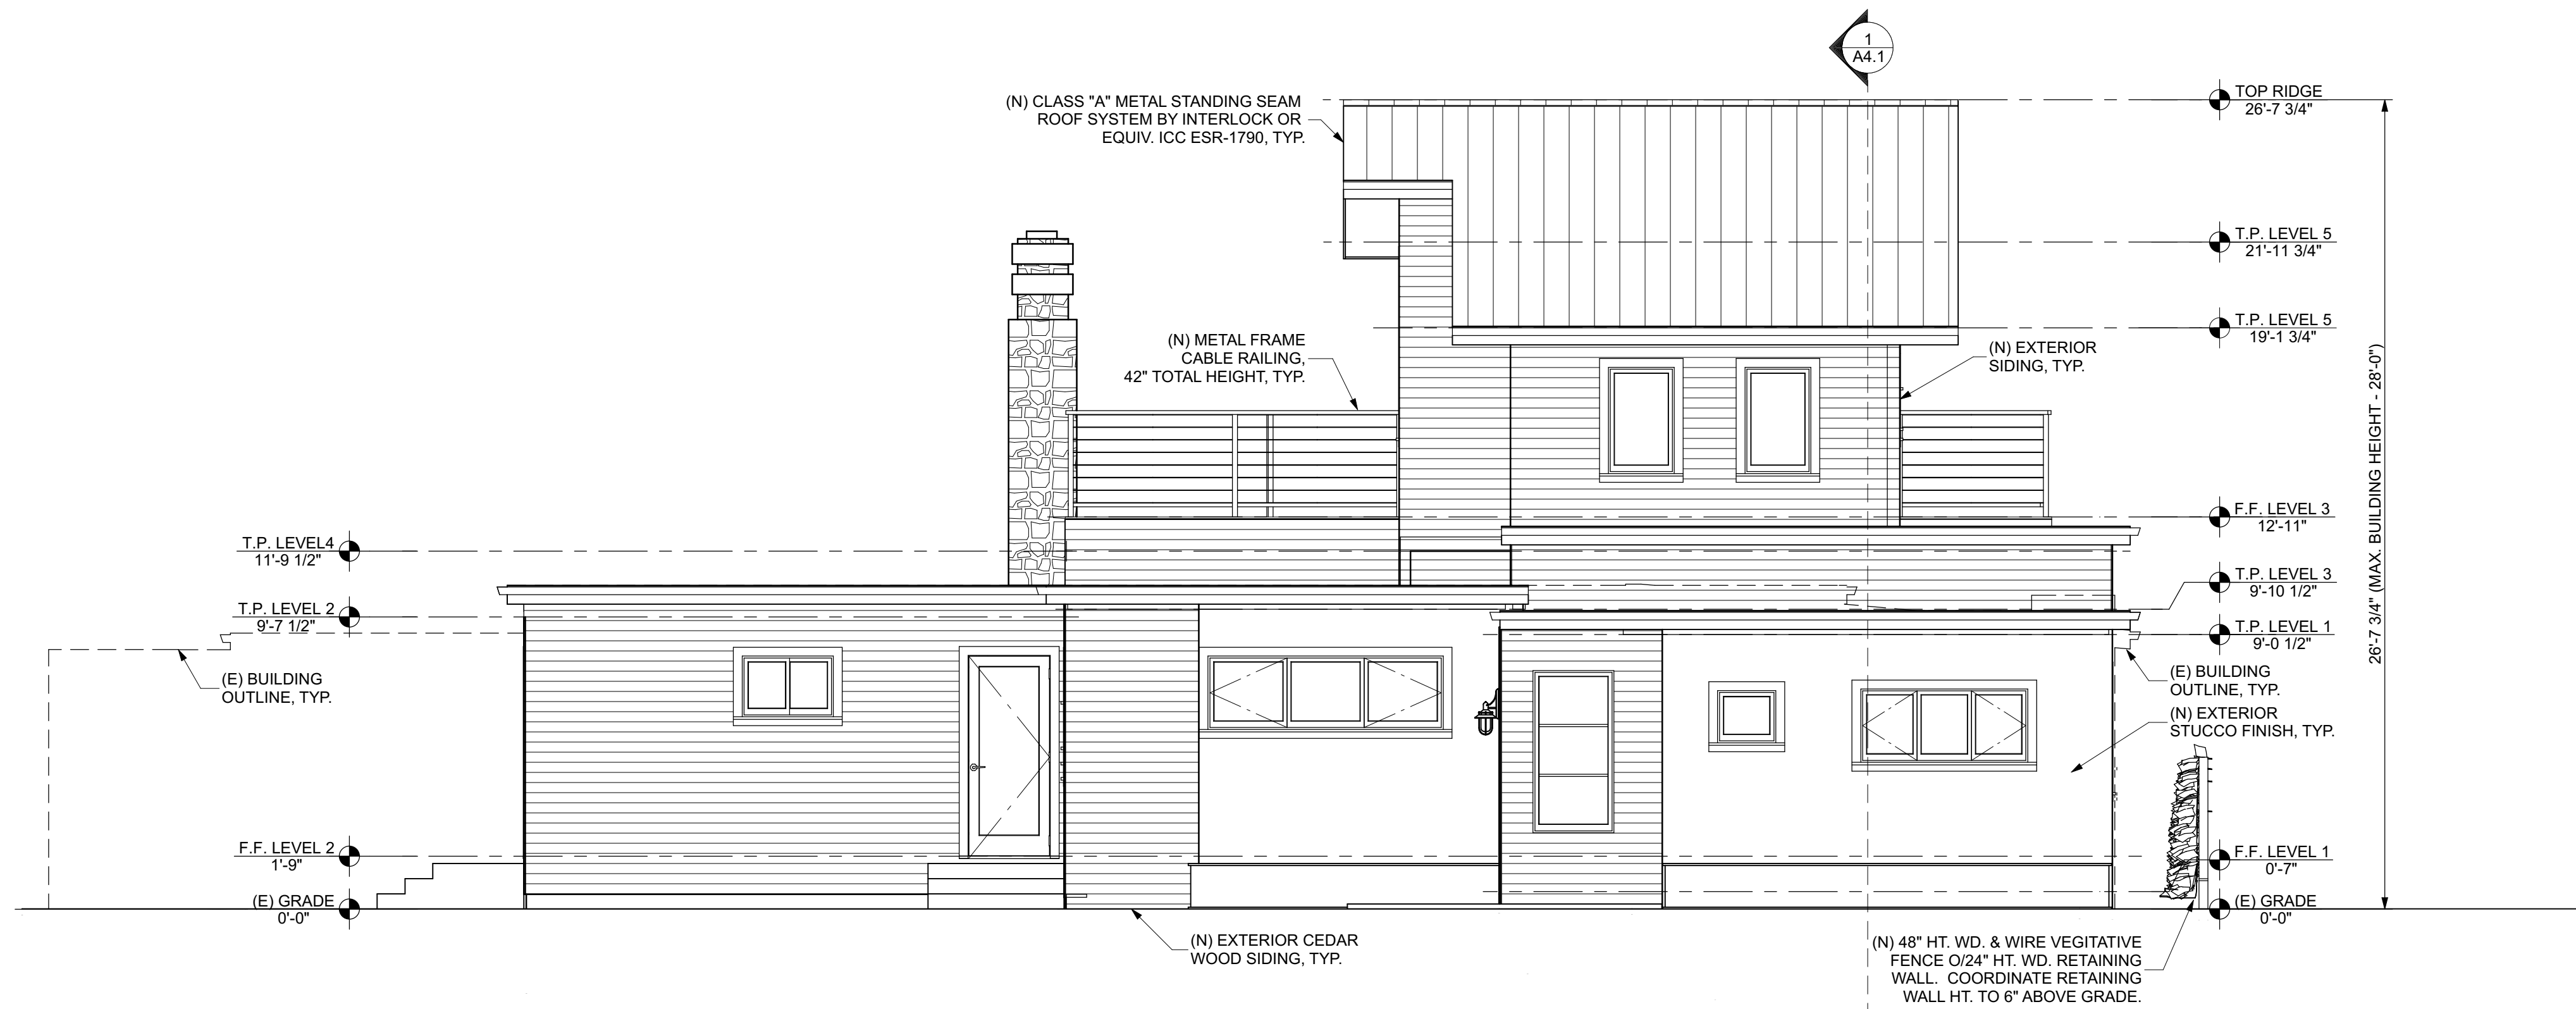 1
A4.1
(N) CLASS "A" METAL STANDING SEAM
ROOF SYSTEM BY INTERLOCK OR
EQUIV. ICC ESR-1790, TYP.
TOP RIDGE
26'-7 3/4"
T.P. LEVEL 5
21'-11 3/4"
T.P. LEVEL 5
19'-1 3/4"
(N) METAL FRAME
CABLE RAILING,
42" TOTAL HEIGHT, TYP.
(N) EXTERIOR
SIDING, TYP.
26'-7 3/4" (MAX. BUILDING HEIGHT - 28'-0")
F.F. LEVEL 3
12'-11"
T.P. LEVEL4
11'-9 1/2"
T.P. LEVEL 3
9'-10 1/2"
T.P. LEVEL 2
9'-7 1/2"
T.P. LEVEL 1
9'-0 1/2"
(E) BUILDING
OUTLINE, TYP.
(E) BUILDING
OUTLINE, TYP.
(N) EXTERIOR
STUCCO FINISH, TYP.
F.F. LEVEL 2
1'-9"
F.F. LEVEL 1
0'-7"
(E) GRADE
0'-0"
(E) GRADE
0'-0"
(N) EXTERIOR CEDAR
WOOD SIDING, TYP.
(N) 48" HT. WD. & WIRE VEGITATIVE
FENCE O/24" HT. WD. RETAINING
WALL. COORDINATE RETAINING
WALL HT. TO 6" ABOVE GRADE.